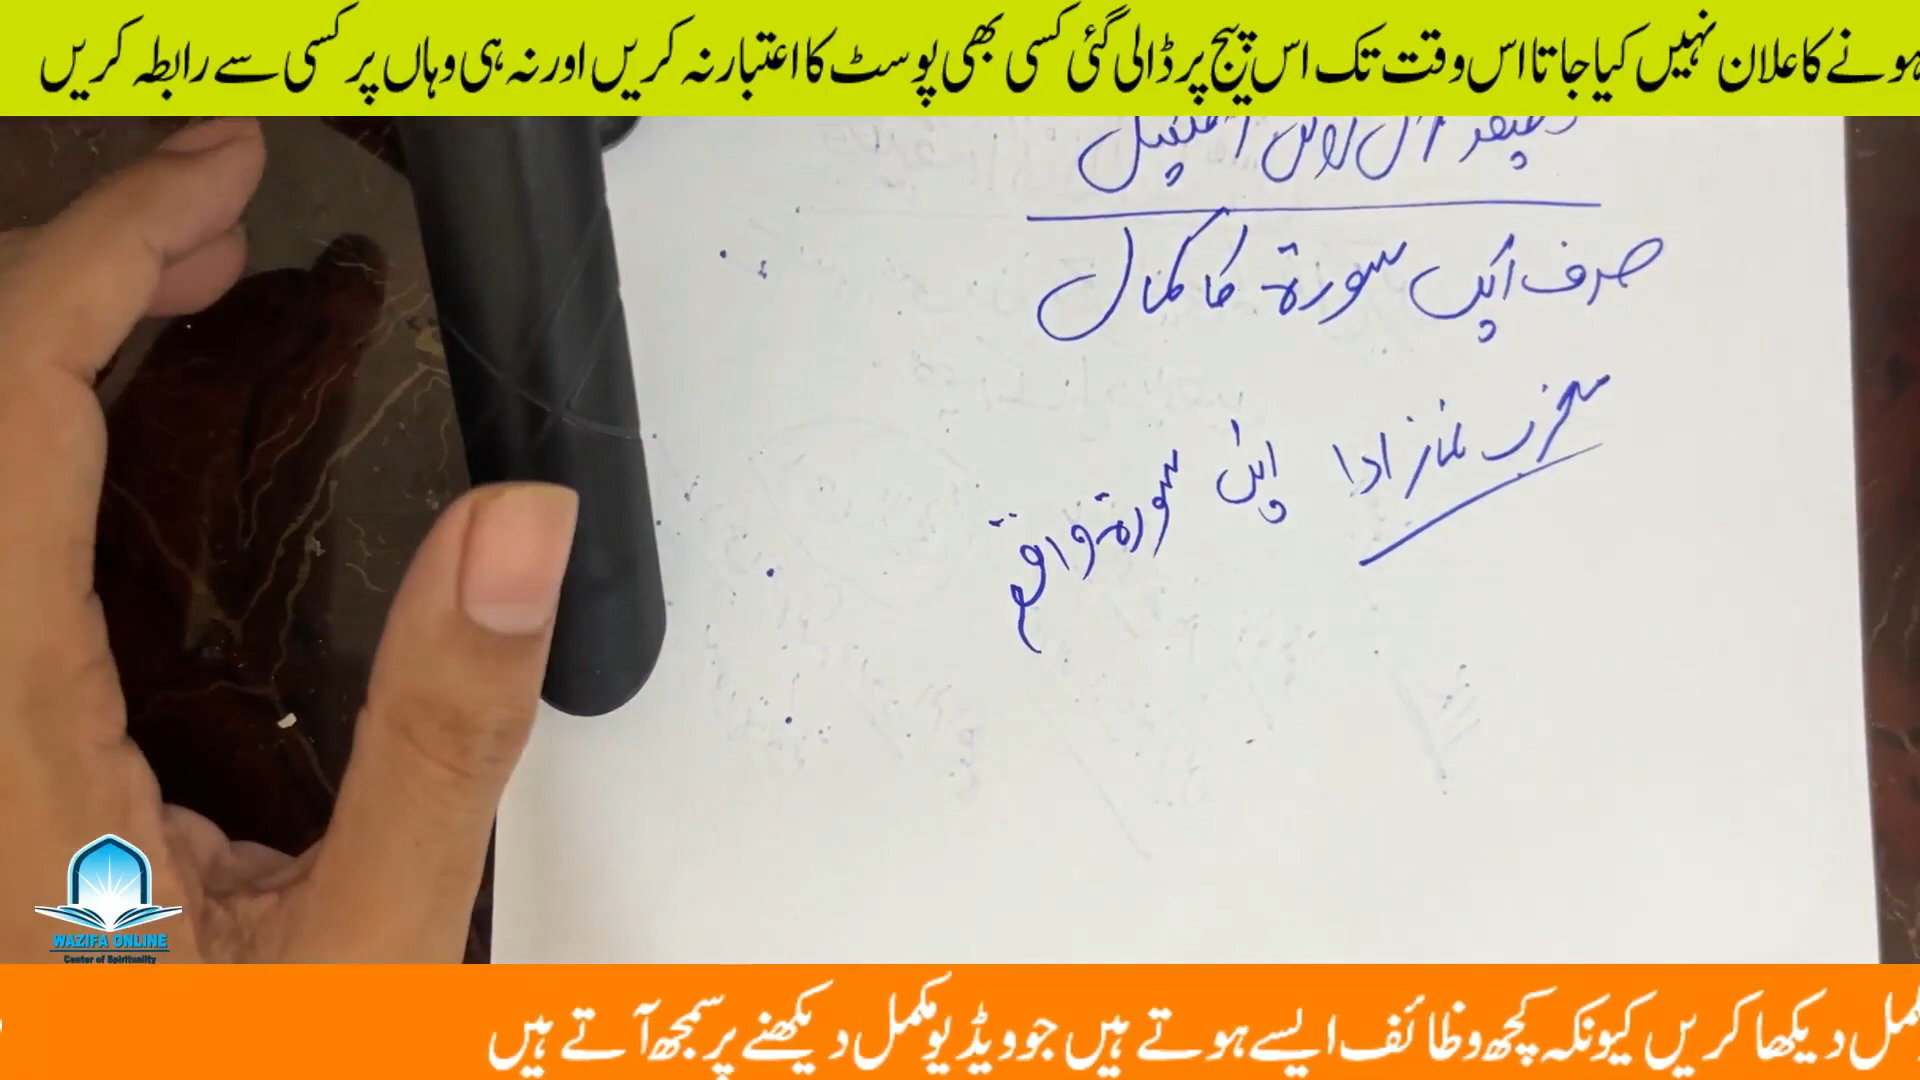 ہونے کا علان نہیں کیا جاتا اس وقت تک اس پیج پر ڈالی گئی کسی بھی پوسٹ کا اعتبار نہ کریں اور نہ ہی وہاں پر کسی سے رابطہ کریں
صرف ایک سورۃ کا کمال
مغرب نماز ادا ایک سورۃ واقعہ
WAZIFA ONLINE
Center of Spirituality
مکمل دیکھا کریں کیونکہ کچھ وظائف ایسے ہوتے ہیں جو ویڈیو مکمل دیکھنے پر سمجھ آتے ہیں